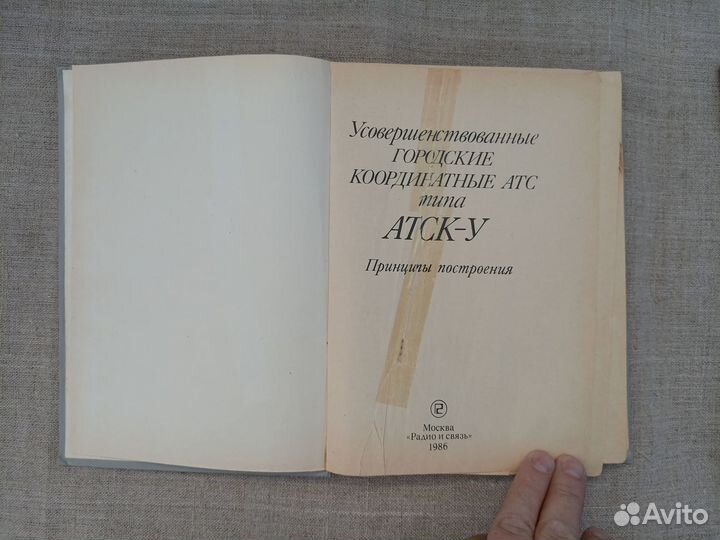 Усовершенствованные
ГОРОДСКИЕ
КООРДИНАТНЫЕ АТС
типа
АТСК-У
Принципы построения
Москва
«Радио и связь»
1986
Avito